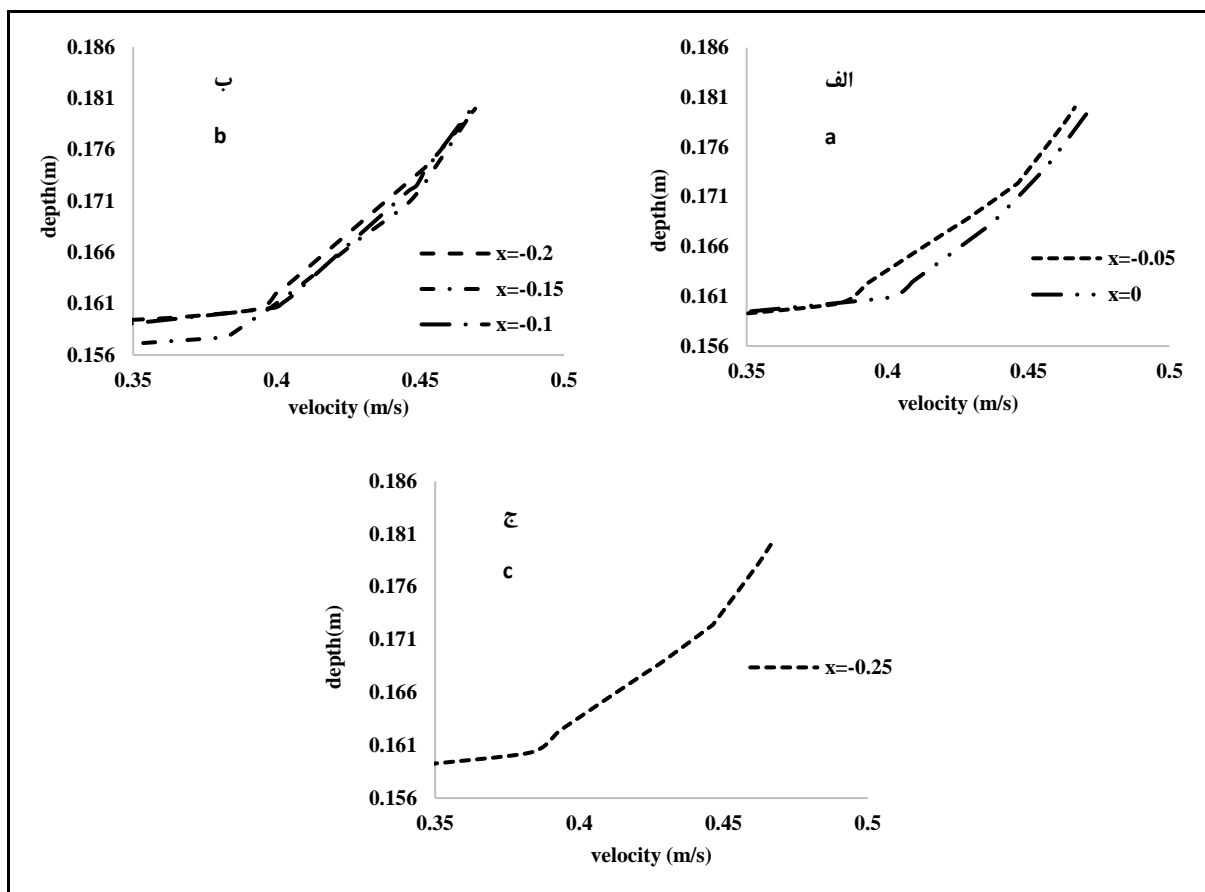 0.186
0.181
0.176
0.171
0.166
0.161
0.156
depth(m)
ب
b
x=-0.2
x=-0.15
x=-0.1
0.35 0.4 0.45 0.5
velocity (m/s)
0.186
0.181
0.176
0.171
0.166
0.161
0.156
depth(m)
الف
a
x=-0.05
x=0
0.35 0.4 0.45 0.5
velocity (m/s)
0.186
0.181
0.176
0.171
0.166
0.161
0.156
depth(m)
ج
c
x=-0.25
0.35 0.4 0.45 0.5
velocity (m/s)